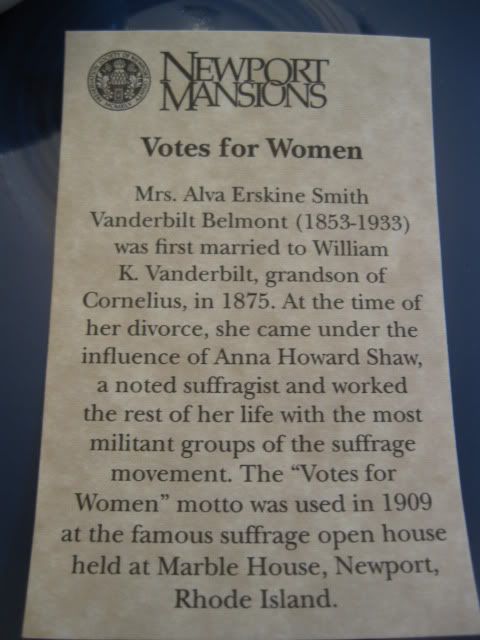 NEWPORT
MANSIONS
Votes for Women
Mrs. Alva Erskine Smith
Vanderbilt Belmont (1853-1933)
was first married to William
K. Vanderbilt, grandson of
Cornelius, in 1875. At the time of
her divorce, she came under the
influence of Anna Howard Shaw,
a noted suffragist and worked
the rest of her life with the most
militant groups of the suffrage
movement. The “Votes for
Women” motto was used in 1909
at the famous suffrage open house
held at Marble House, Newport,
Rhode Island.